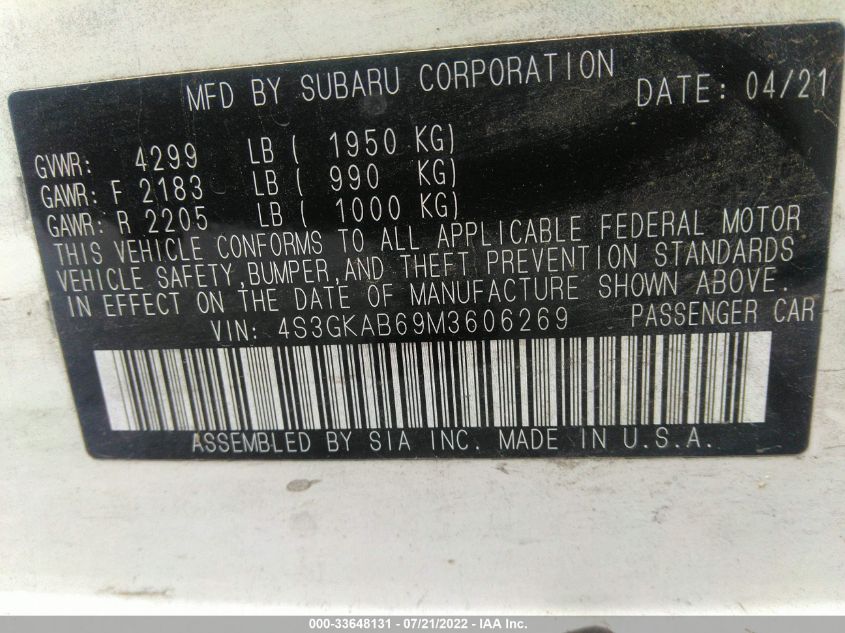 MFD BY SUBARU CORPORATION DATE: 04/21
GVWR: 4299 LB ( 1950 KG)
GAWR: F 2183 LB ( 990 KG)
GAWR: R 2205 LB ( 1000 KG)
THIS VEHICLE CONFORMS TO ALL APPLICABLE FEDERAL MOTOR
VEHICLE SAFETY,BUMPER,AND THEFT PREVENTION STANDARDS
IN EFFECT ON THE DATE OF MANUFACTURE SHOWN ABOVE.
VIN: 4S3GKAB69M3606269 PASSENGER CAR
ASSEMBLED BY SIA INC. MADE IN U.S.A.
000-33648131 - 07/21/2022 - IAA Inc.